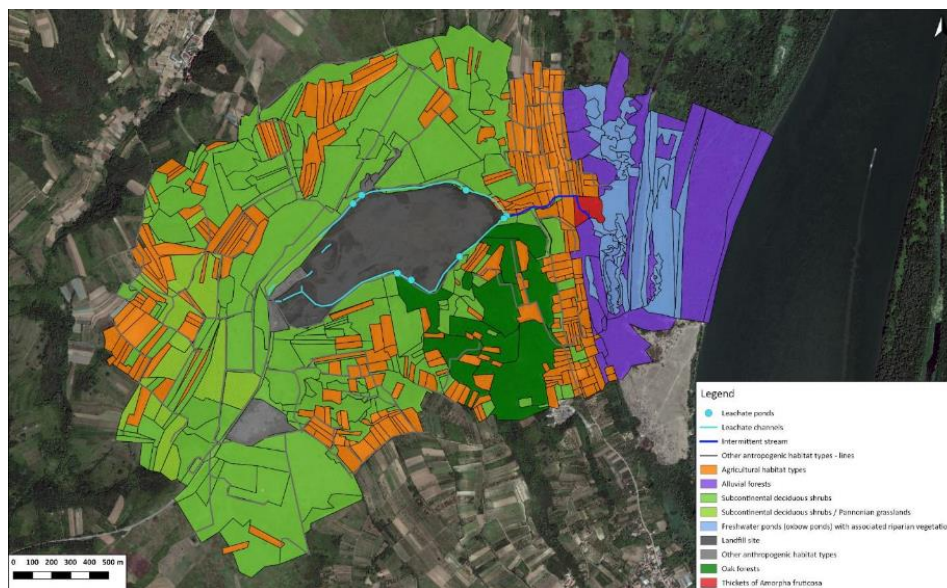 Legend
Leachate ponds
Leachate channels
Intermittent stream
Other antropogenic habitat types - lines
Agricultural habitat types
Alluvial forests
Subcontinental deciduous shrubs
Subcontinental deciduous shrubs / Pannonian grasslands
Freshwater ponds (oxbow ponds) with associated riparian vegetatio
Landfill site
Other anthropogenic habitat types
Oak forests
Thickets of Amorpha fruticosa
0 100 200 300 400 500 m